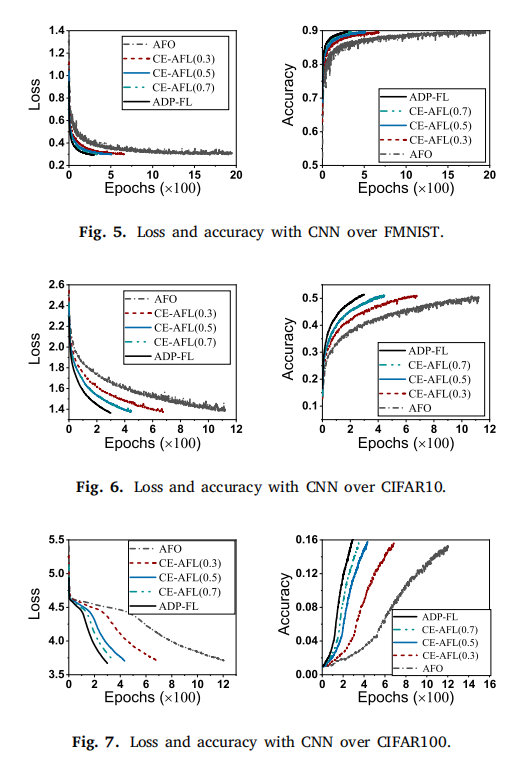 1.4
1.2
1.0
0.8
0.6
0.4
0.2
Loss
AFO
CE-AFL(0.3)
CE-AFL(0.5)
CE-AFL(0.7)
ADP-FL
0 5 10 15 20
Epochs (×100)
0.9
0.8
0.7
0.6
0.5
Accuracy
ADP-FL
CE-AFL(0.7)
CE-AFL(0.5)
CE-AFL(0.3)
AFO
0 5 10 15 20
Epochs (×100)
Fig. 5. Loss and accuracy with CNN over FMNIST.
2.6
2.4
2.2
2.0
1.8
1.6
1.4
Loss
AFO
CE-AFL(0.3)
CE-AFL(0.5)
CE-AFL(0.7)
ADP-FL
0 2 4 6 8 10 12
Epochs (×100)
0.5
0.4
0.3
0.2
0.1
Accuracy
ADP-FL
CE-AFL(0.7)
CE-AFL(0.5)
CE-AFL(0.3)
AFO
0 2 4 6 8 10 12
Epochs (×100)
Fig. 6. Loss and accuracy with CNN over CIFAR10.
5.5
5.0
4.5
4.0
3.5
Loss
AFO
CE-AFL(0.3)
CE-AFL(0.5)
CE-AFL(0.7)
ADP-FL
0 2 4 6 8 10 12
Epochs (×100)
0.16
0.12
0.08
0.04
0.00
Accuracy
ADP-FL
CE-AFL(0.7)
CE-AFL(0.5)
CE-AFL(0.3)
AFO
0 2 4 6 8 10 12 14 16
Epochs (×100)
Fig. 7. Loss and accuracy with CNN over CIFAR100.